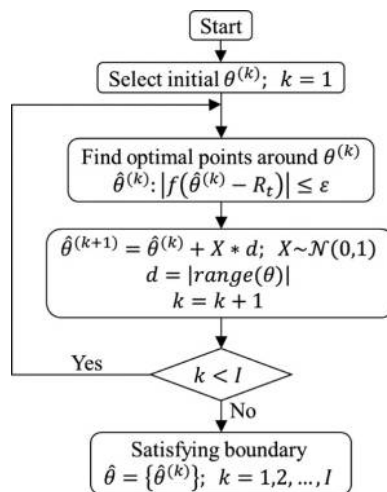 Start
Select initial θ^(k); k = 1
Find optimal points around θ^(k)
θ̂^(k): |f(θ̂^(k) − R_t)| ≤ ε
θ̂^(k+1) = θ̂^(k) + X * d; X~𝒩(0,1)
d = |range(θ)|
k = k + 1
Yes
k < I
No
Satisfying boundary
θ̂ = {θ̂^(k)}; k = 1,2, …, I